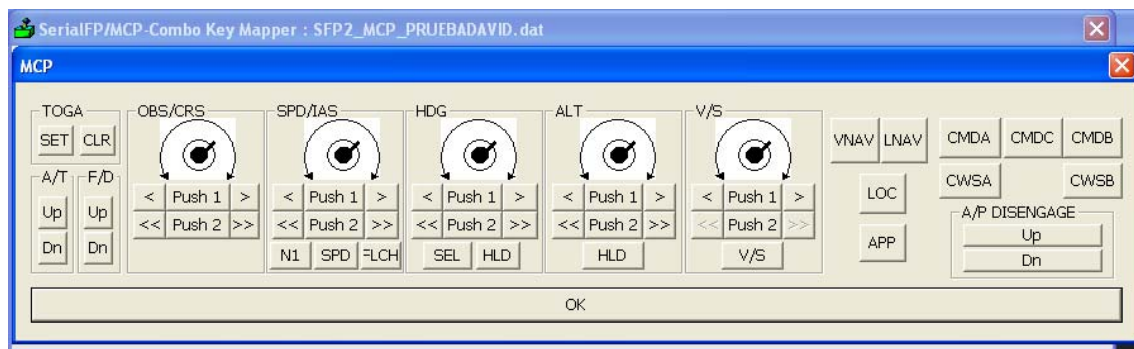 SerialFP/MCP-Combo Key Mapper : SFP2_MCP_PRUEBADAVID.dat
MCP
TOGA OBS/CRS SPD/IAS HDG ALT V/S
SET CLR
VNAV LNAV CMDA CMDC CMDB
A/T F/D
< Push 1 > < Push 1 > < Push 1 > < Push 1 > < Push 1 > LOC CWSA CWSB
Up Up
<< Push 2 >> << Push 2 >> << Push 2 >> << Push 2 >> << Push 2 >> A/P DISENGAGE
Up
Dn Dn N1 SPD FLCH SEL HLD HLD V/S APP
Dn
OK